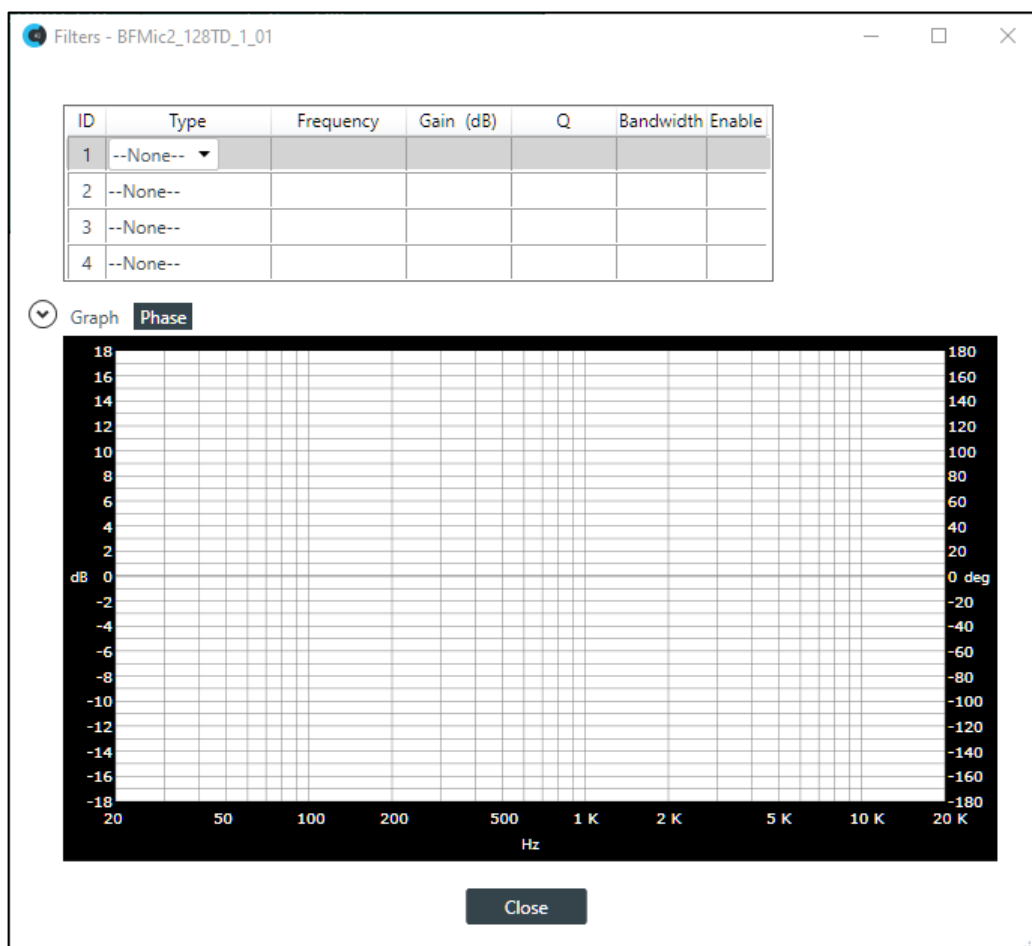 Filters - BFMic2_128TD_1_01
ID Type Frequency Gain (dB) Q Bandwidth Enable
1 --None--
2 --None--
3 --None--
4 --None--
Graph Phase
18 180
16 160
14 140
12 120
10 100
8 80
6 60
4 40
2 20
dB 0 0 deg
-2 -20
-4 -40
-6 -60
-8 -80
-10 -100
-12 -120
-14 -140
-16 -160
-18 -180
20 50 100 200 500 1 K 2 K 5 K 10 K 20 K
Hz
Close